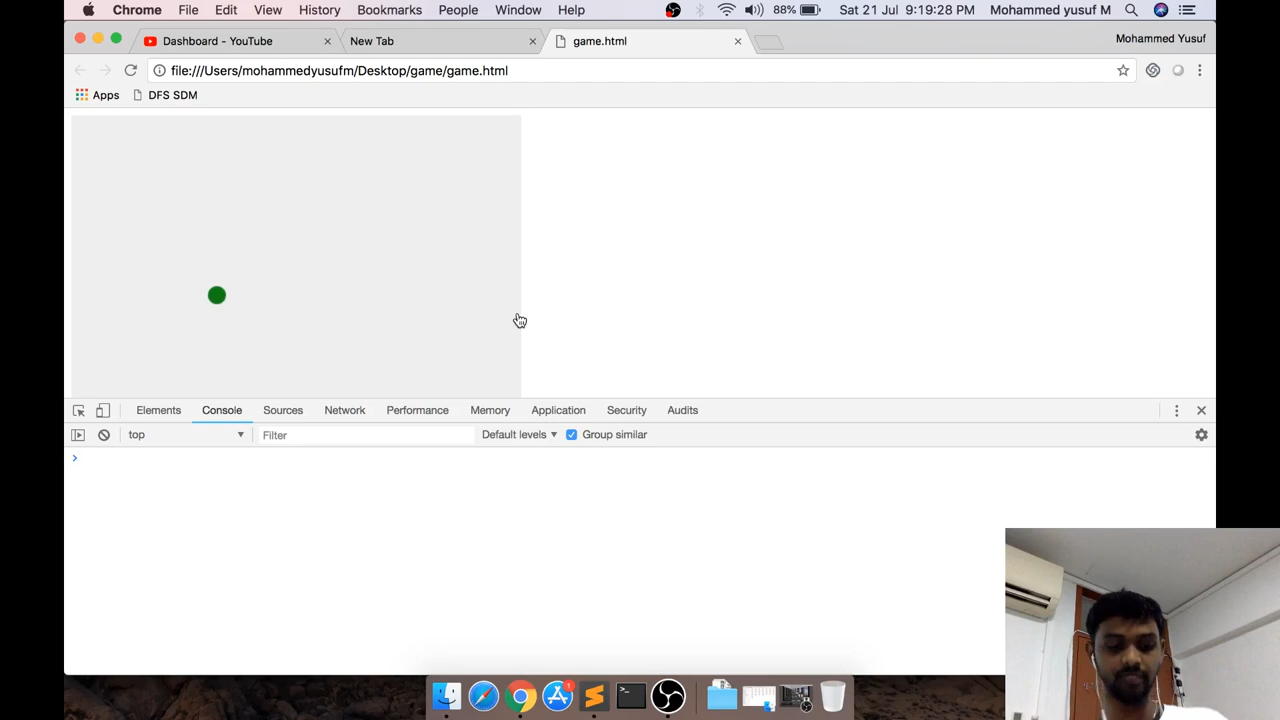 Chrome File Edit View History Bookmarks People Window Help 88% Sat 21 Jul 9:19:28 PM Mohammed yusuf M
Dashboard - YouTube New Tab game.html Mohammed Yusuf
file:///Users/mohammedyusufm/Desktop/game/game.html
Apps DFS SDM
Elements Console Sources Network Performance Memory Application Security Audits
top Filter Default levels Group similar
>
1
>_